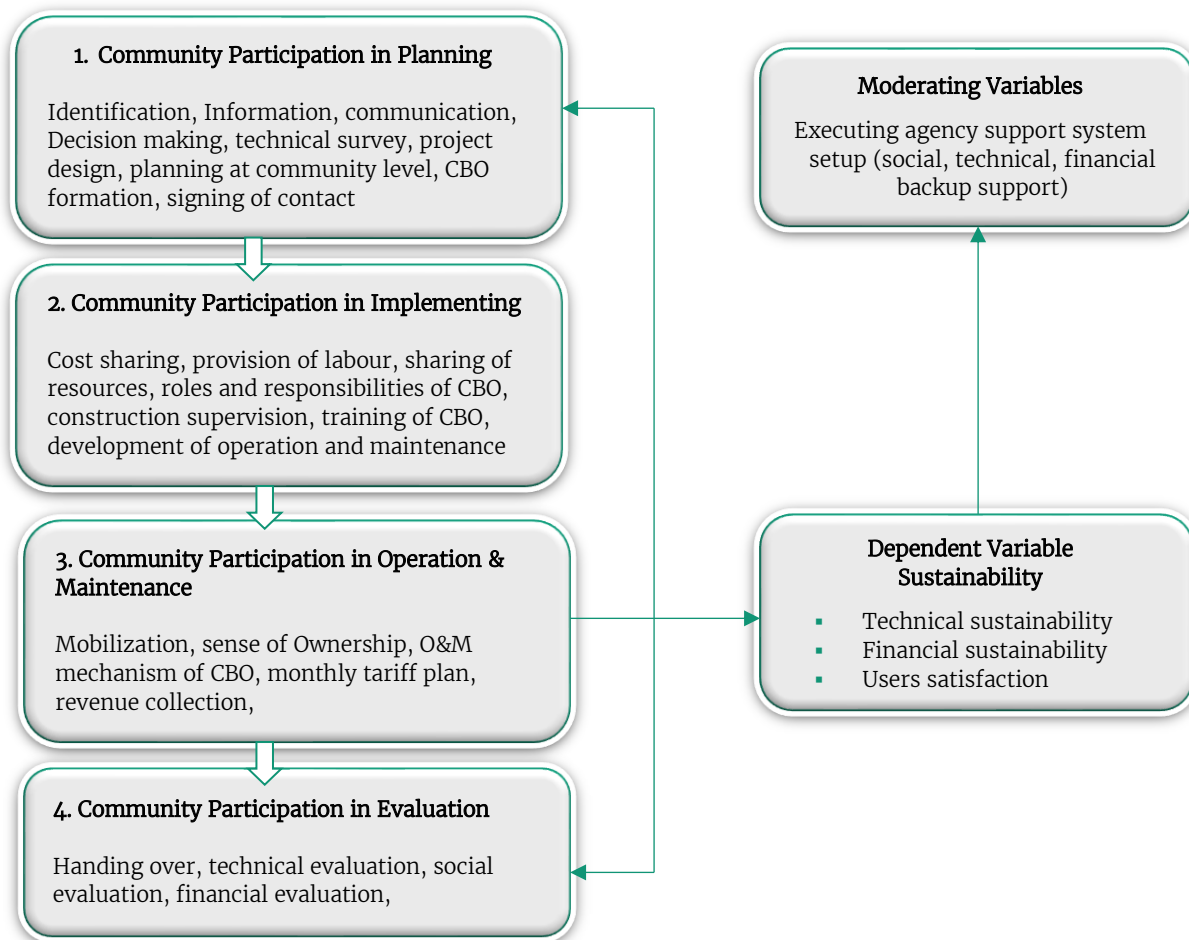 1. Community Participation in Planning
Identification, Information, communication,
Decision making, technical survey, project
design, planning at community level, CBO
formation, signing of contact
2. Community Participation in Implementing
Cost sharing, provision of labour, sharing of
resources, roles and responsibilities of CBO,
construction supervision, training of CBO,
development of operation and maintenance
3. Community Participation in Operation &
Maintenance
Mobilization, sense of Ownership, O&M
mechanism of CBO, monthly tariff plan,
revenue collection,
4. Community Participation in Evaluation
Handing over, technical evaluation, social
evaluation, financial evaluation,
Moderating Variables
Executing agency support system
setup (social, technical, financial
backup support)
Dependent Variable
Sustainability
▪ Technical sustainability
▪ Financial sustainability
▪ Users satisfaction